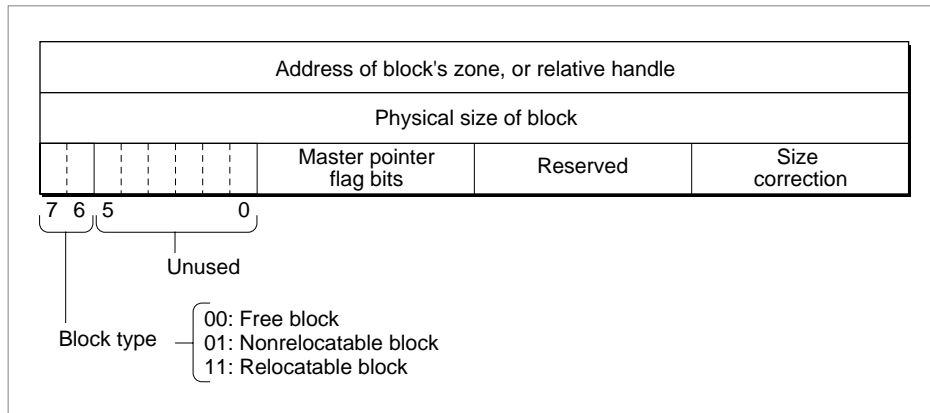 Address of block's zone, or relative handle
Physical size of block
Master pointer
flag bits
Reserved
Size
correction
7 6 5 0
Unused
Block type
00: Free block
01: Nonrelocatable block
11: Relocatable block